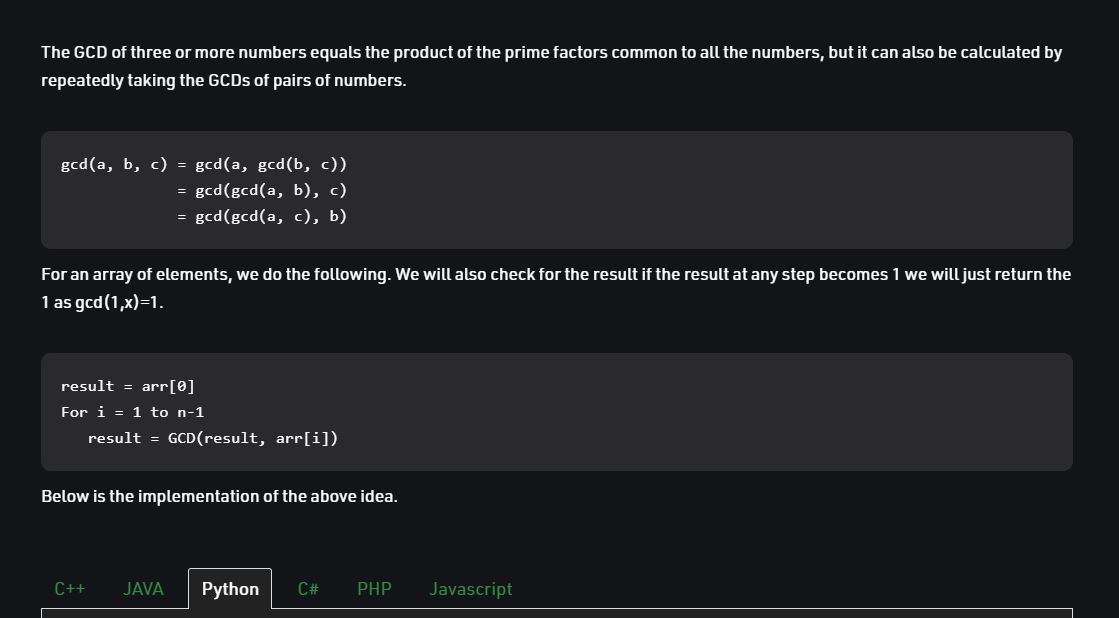 The GCD of three or more numbers equals the product of the prime factors common to all the numbers, but it can also be calculated by
repeatedly taking the GCDs of pairs of numbers.
gcd(a, b, c) = gcd(a, gcd(b, c))
= gcd(gcd(a, b), c)
= gcd(gcd(a, c), b)
For an array of elements, we do the following. We will also check for the result if the result at any step becomes 1 we will just return the
1 as gcd(1,x)=1.
result = arr[0]
For i = 1 to n-1
result = GCD(result, arr[i])
Below is the implementation of the above idea.
C++ JAVA Python C# PHP Javascript